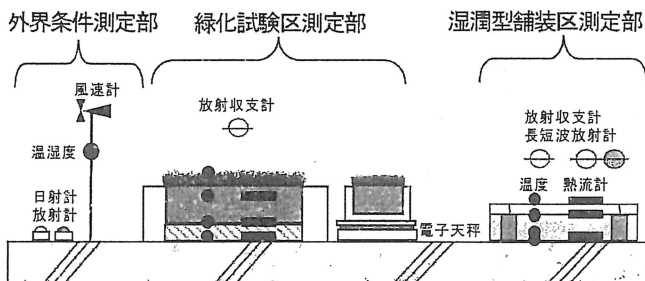 外界条件測定部
緑化試験区測定部
湿潤型舗装区測定部
風速計
温湿度
日射計
放射計
放射収支計
電子天秤
放射収支計
長短波放射計
温度
熱流計